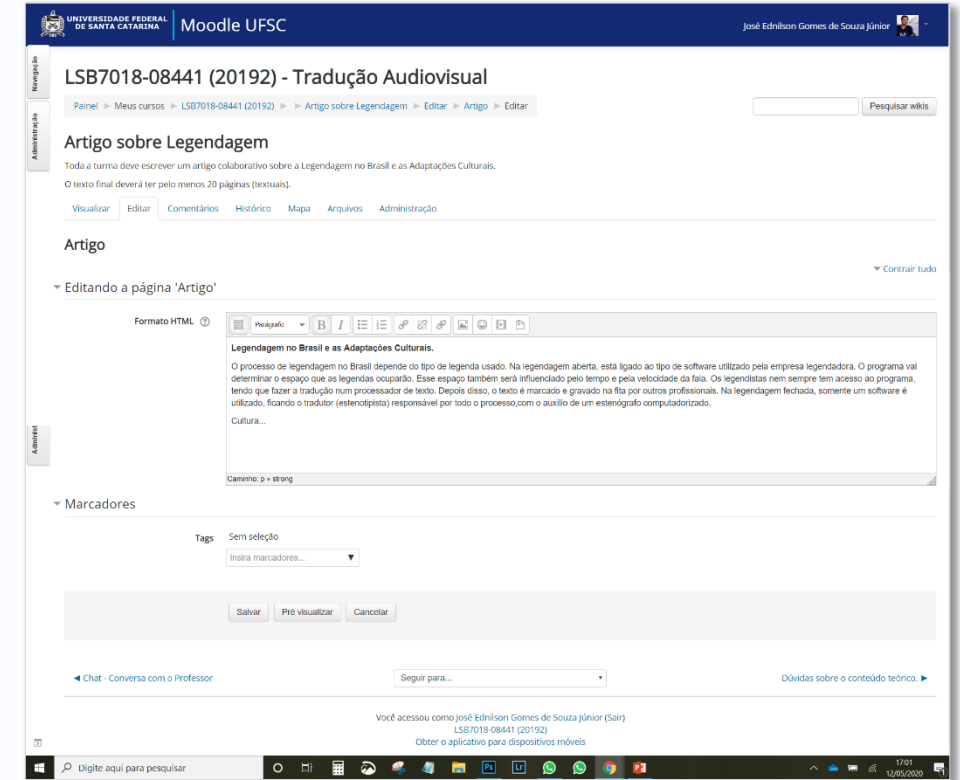 UNIVERSIDADE FEDERAL
DE SANTA CATARINA
Moodle UFSC
José Ednilson Gomes de Souza Júnior
Navegação
Administração
LSB7018-08441 (20192) - Tradução Audiovisual
Painel ► Meus cursos ► LSB7018-08441 (20192) ► ► Artigo sobre Legendagem ► Editar ► Artigo ► Editar
Pesquisar wikis
Artigo sobre Legendagem
Toda a turma deve escrever um artigo colaborativo sobre a Legendagem no Brasil e as Adaptações Culturais.
O texto final deverá ter pelo menos 20 páginas (textuais).
Visualizar Editar Comentários Histórico Mapa Arquivos Administração
Artigo
Contrair tudo
Editando a página 'Artigo'
Formato HTML
Parágrafo B I
Legendagem no Brasil e as Adaptações Culturais.
O processo de legendagem no Brasil depende do tipo de legenda usado. Na legendagem aberta, está ligado ao tipo de software utilizado pela empresa legendadora. O programa vai
determinar o espaço que as legendas ocuparão. Esse espaço também será influenciado pelo tempo e pela velocidade da fala. Os legendistas nem sempre tem acesso ao programa,
tendo que fazer a tradução num processador de texto. Depois disso, o texto é marcado e gravado na fita por outros profissionais. Na legendagem fechada, somente um software é
utilizado, ficando o tradutor (estenotipista) responsável por todo o processo,com o auxílio de um estenógrafo computadorizado.
Cultura...
Administ
Caminho: p » strong
Marcadores
Tags
Sem seleção
Insira marcadores...
Salvar Pré visualizar Cancelar
◄ Chat - Conversa com o Professor
Seguir para...
Dúvidas sobre o conteúdo teórico. ►
Você acessou como José Ednilson Gomes de Souza Júnior (Sair)
LSB7018-08441 (20192)
Obter o aplicativo para dispositivos móveis
Digite aqui para pesquisar
Ps
Lr
17:01
12/05/2020